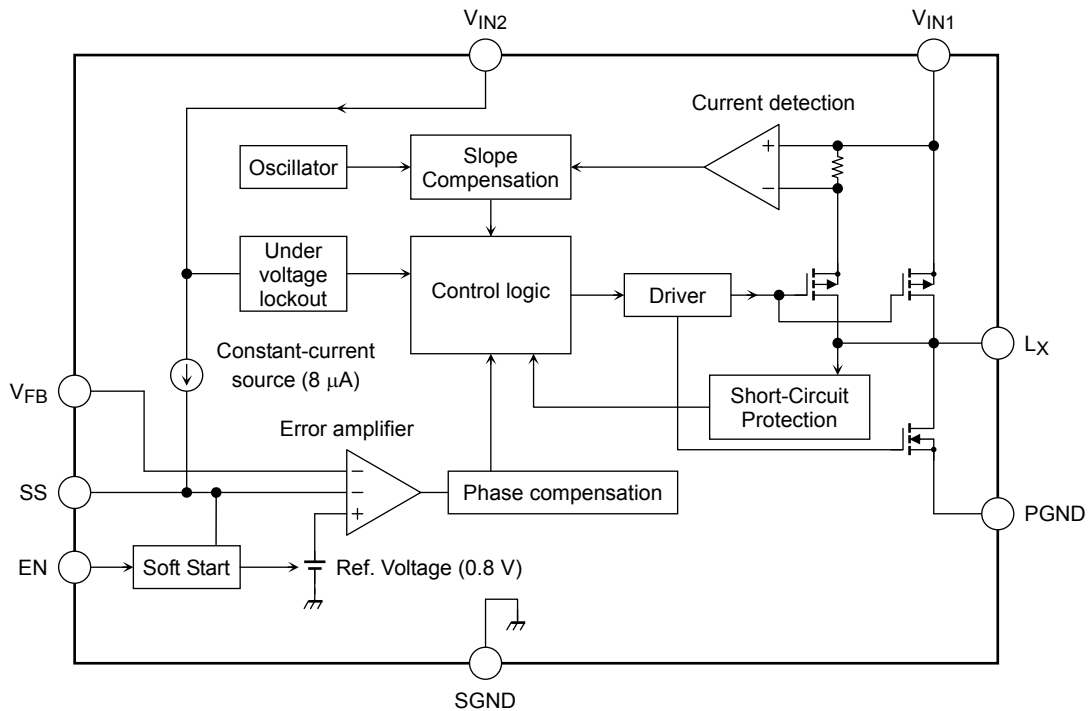 VIN2
VIN1
Current detection
+
−
Oscillator
Slope
Compensation
Under
voltage
lockout
Control logic
Driver
LX
Constant-current
source (8 μA)
VFB
Short-Circuit
Protection
Error amplifier
−
SS
−
Phase compensation
+
PGND
EN
Soft Start
Ref. Voltage (0.8 V)
SGND